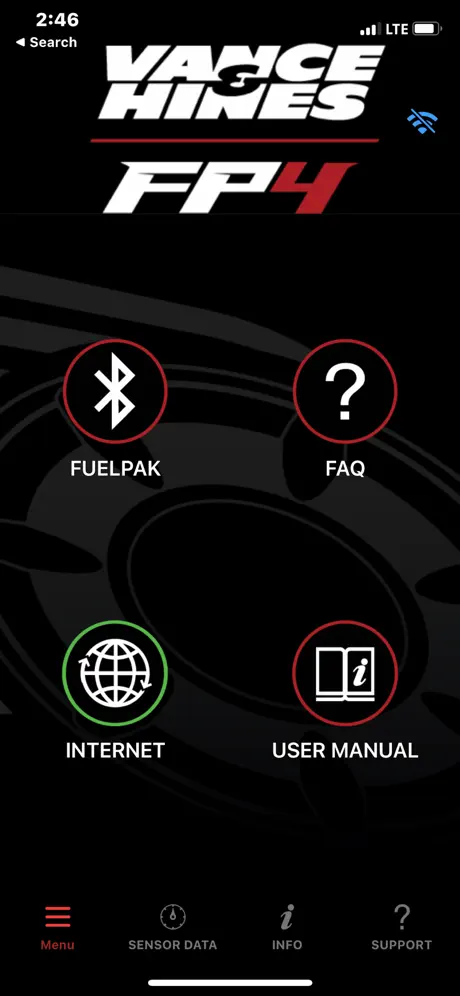 2:46
LTE
◀ Search
VANCE
&
HINES
FP4
FUELPAK
FAQ
INTERNET
USER MANUAL
Menu
SENSOR DATA
INFO
SUPPORT